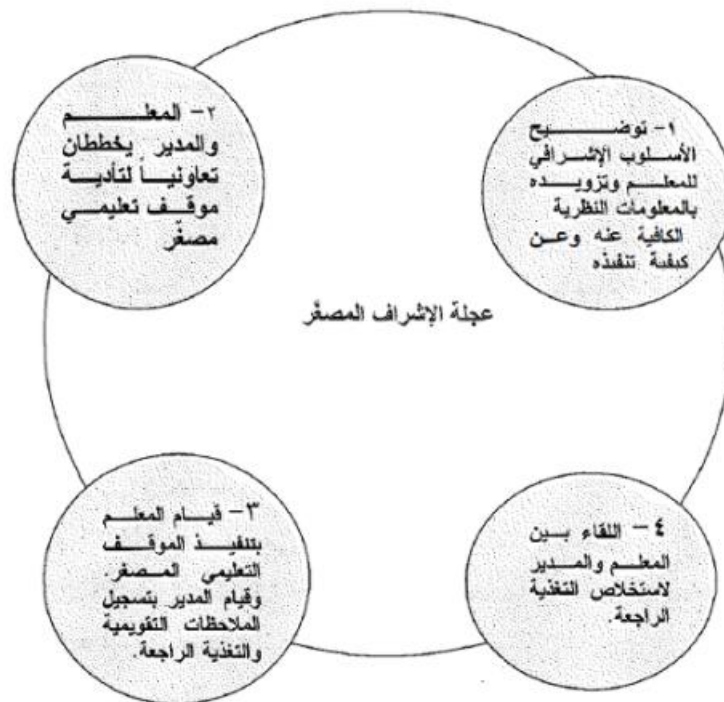 ١- توضيح
الأسلوب الإشرافي
للمعلم وتزويده
بالمعلومات النظرية
الكافية عنه وعن
كيفية تنفيذه
٢- المعلم
والمدير يخططان
تعاونياً لتأدية
موقف تعليمي
مصغّر
عجلة الإشراف المصغَّر
٣- قيام المعلم
بتنفيذ الموقف
التعليمي المصغر.
وقيام المدير بتسجيل
الملاحظات التقويمية
والتغذية الراجعة.
٤- اللقاء بين
المعلم والمدير
لاستخلاص التغذية
الراجعة.